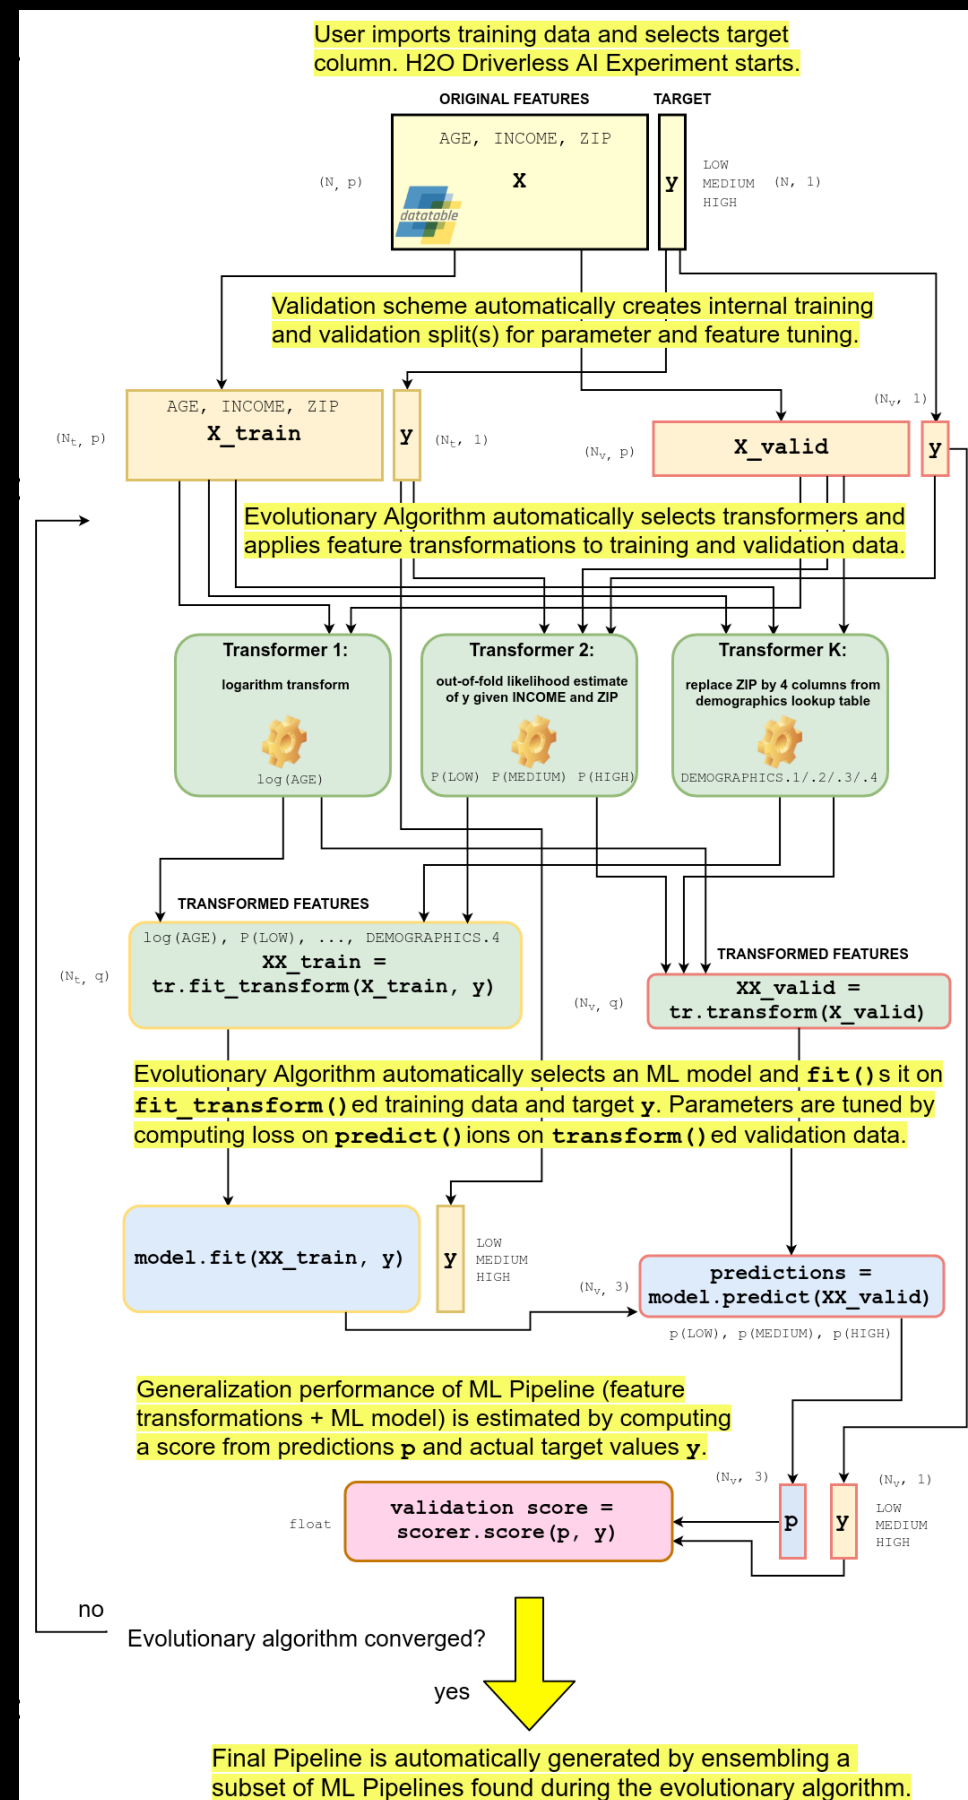 User imports training data and selects target
column. H2O Driverless AI Experiment starts.
ORIGINAL FEATURES
TARGET
AGE, INCOME, ZIP
X
datatable
(N, p)
y
LOW
MEDIUM
HIGH
(N, 1)
Validation scheme automatically creates internal training
and validation split(s) for parameter and feature tuning.
AGE, INCOME, ZIP
X_train
(Nt, p)
y
(Nt, 1)
(Nv, p)
X_valid
(Nv, 1)
y
Evolutionary Algorithm automatically selects transformers and
applies feature transformations to training and validation data.
Transformer 1:
logarithm transform
log(AGE)
Transformer 2:
out-of-fold likelihood estimate
of y given INCOME and ZIP
P(LOW) P(MEDIUM) P(HIGH)
Transformer K:
replace ZIP by 4 columns from
demographics lookup table
DEMOGRAPHICS.1/.2/.3/.4
TRANSFORMED FEATURES
log(AGE), P(LOW), ..., DEMOGRAPHICS.4
XX_train =
tr.fit_transform(X_train, y)
(Nt, q)
TRANSFORMED FEATURES
XX_valid =
tr.transform(X_valid)
(Nv, q)
Evolutionary Algorithm automatically selects an ML model and fit()s it on
fit_transform()ed training data and target y. Parameters are tuned by
computing loss on predict()ions on transform()ed validation data.
model.fit(XX_train, y)
y
LOW
MEDIUM
HIGH
(Nv, 3)
predictions =
model.predict(XX_valid)
p(LOW), p(MEDIUM), p(HIGH)
Generalization performance of ML Pipeline (feature
transformations + ML model) is estimated by computing
a score from predictions p and actual target values y.
(Nv, 3)
(Nv, 1)
float
validation score =
scorer.score(p, y)
p
y
LOW
MEDIUM
HIGH
no
Evolutionary algorithm converged?
yes
Final Pipeline is automatically generated by ensembling a
subset of ML Pipelines found during the evolutionary algorithm.